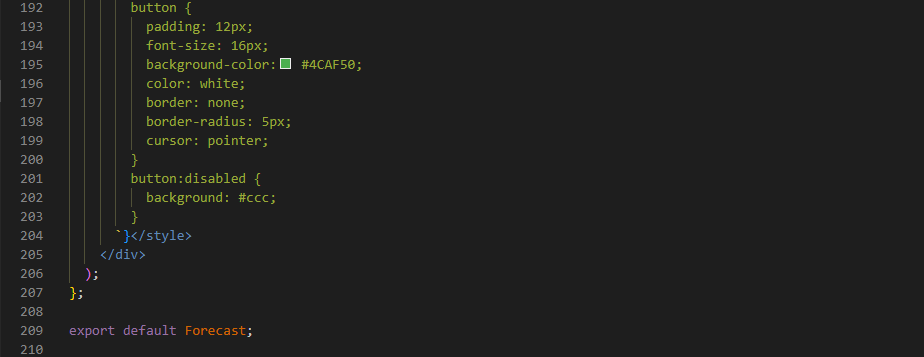 192 button {
193 padding: 12px;
194 font-size: 16px;
195 background-color: #4CAF50;
196 color: white;
197 border: none;
198 border-radius: 5px;
199 cursor: pointer;
200 }
201 button:disabled {
202 background: #ccc;
203 }
204 `}</style>
205 </div>
206 );
207 };
208
209 export default Forecast;
210